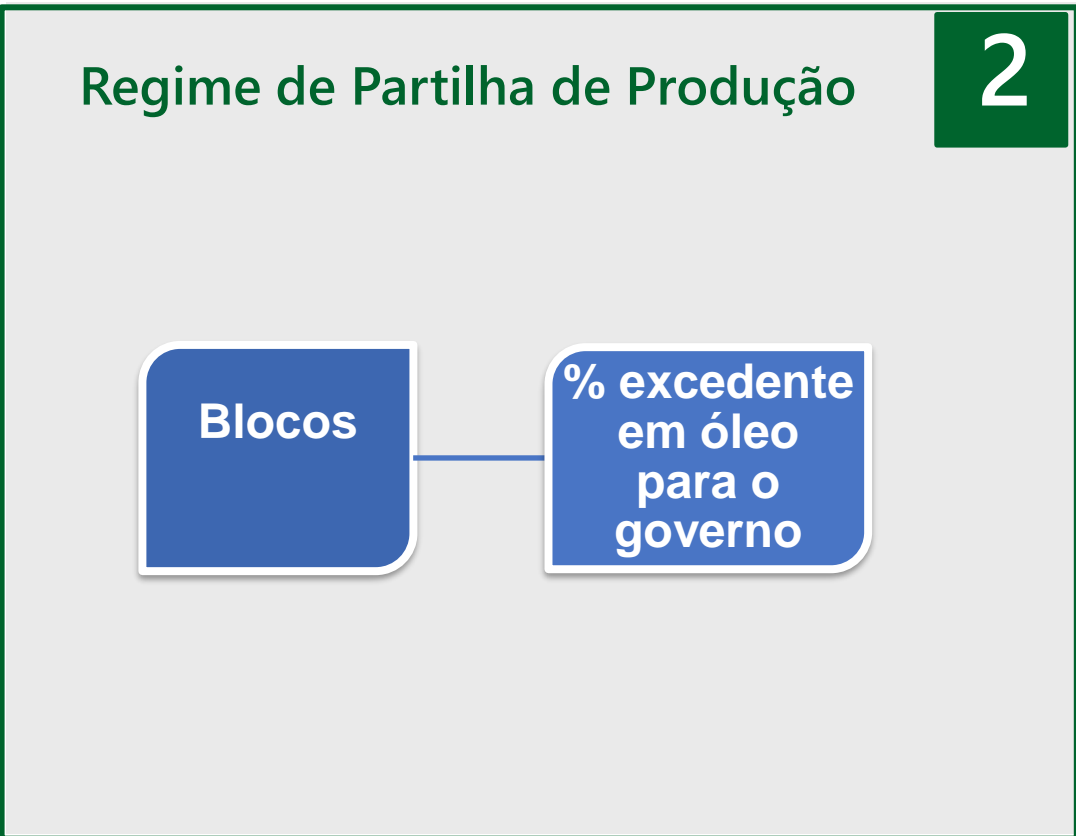 Regime de Partilha de Produção
2
Blocos
% excedente
em óleo
para o
governo